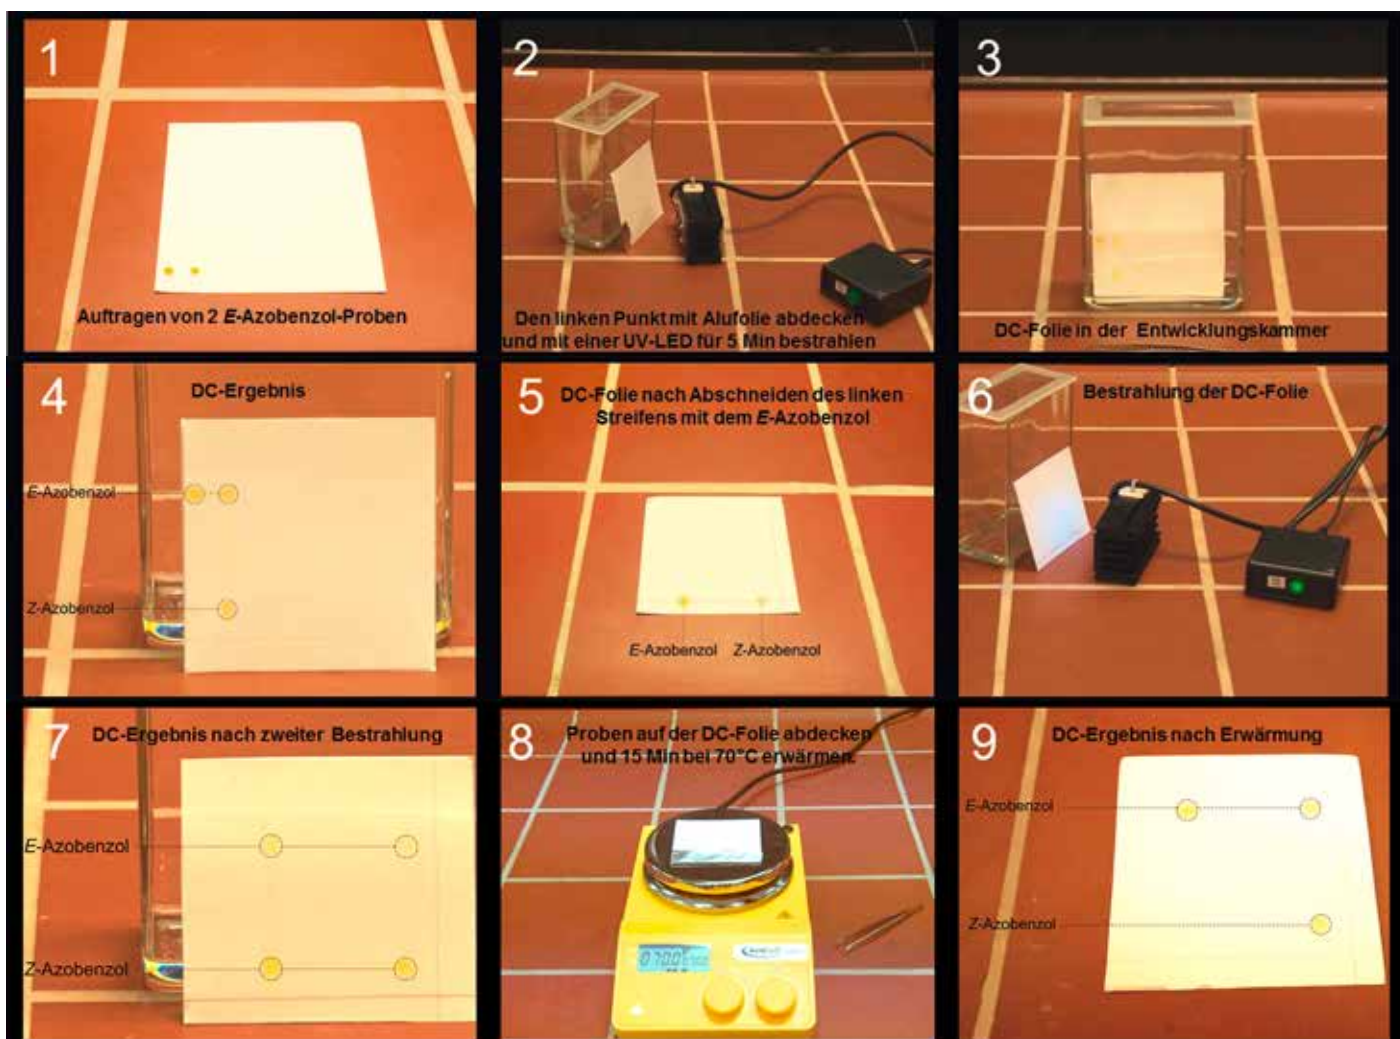 1
Auftragen von 2 E-Azobenzol-Proben
2
Den linken Punkt mit Alufolie abdecken
und mit einer UV-LED für 5 Min bestrahlen
3
DC-Folie in der Entwicklungskammer
4
DC-Ergebnis
E-Azobenzol
Z-Azobenzol
5
DC-Folie nach Abschneiden des linken
Streifens mit dem E-Azobenzol
E-Azobenzol Z-Azobenzol
6
Bestrahlung der DC-Folie
7
DC-Ergebnis nach zweiter Bestrahlung
E-Azobenzol
Z-Azobenzol
8
Proben auf der DC-Folie abdecken
und 15 Min bei 70°C erwärmen.
070.0
9
DC-Ergebnis nach Erwärmung
E-Azobenzol
Z-Azobenzol